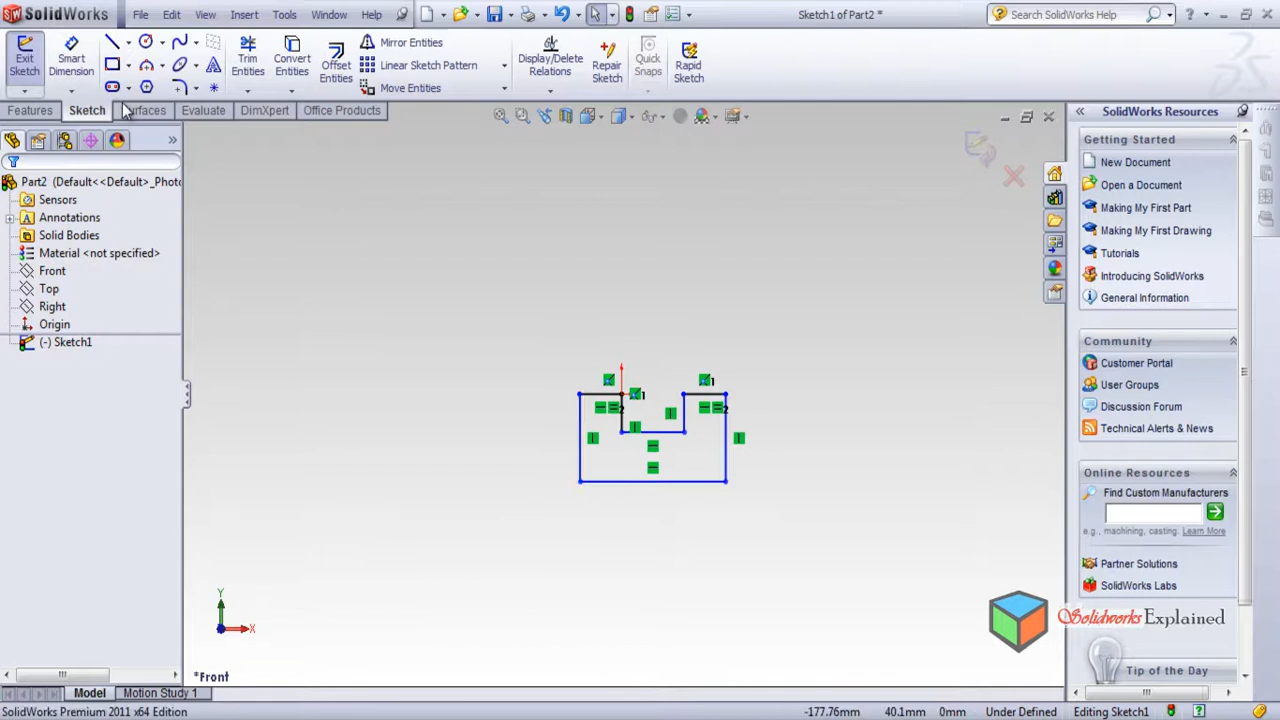 SolidWorks File Edit View Insert Tools Window Help Sketch1 of Part2 * Search SolidWorks Help
Exit Sketch
Smart Dimension
Trim Entities
Convert Entities
Offset Entities
Mirror Entities
Linear Sketch Pattern
Move Entities
Display/Delete Relations
Repair Sketch
Quick Snaps
Rapid Sketch
Features Sketch Evaluate DimXpert Office Products
Part2 (Default<<Default>_Photo
Sensors
Annotations
Solid Bodies
Material <not specified>
Front
Top
Right
Origin
(-) Sketch1
1
1
2
2
Y
X
*Front
SolidWorks Resources
Getting Started
New Document
Open a Document
Making My First Part
Making My First Drawing
Tutorials
Introducing SolidWorks
General Information
Community
Customer Portal
User Groups
Discussion Forum
Technical Alerts & News
Online Resources
Find Custom Manufacturers
e.g., machining, casting. Learn More
Partner Solutions
SolidWorks Labs
Solidworks Explained
Tip of the Day
Model Motion Study 1
SolidWorks Premium 2011 x64 Edition -177.76mm 40.1mm 0mm Under Defined Editing Sketch1